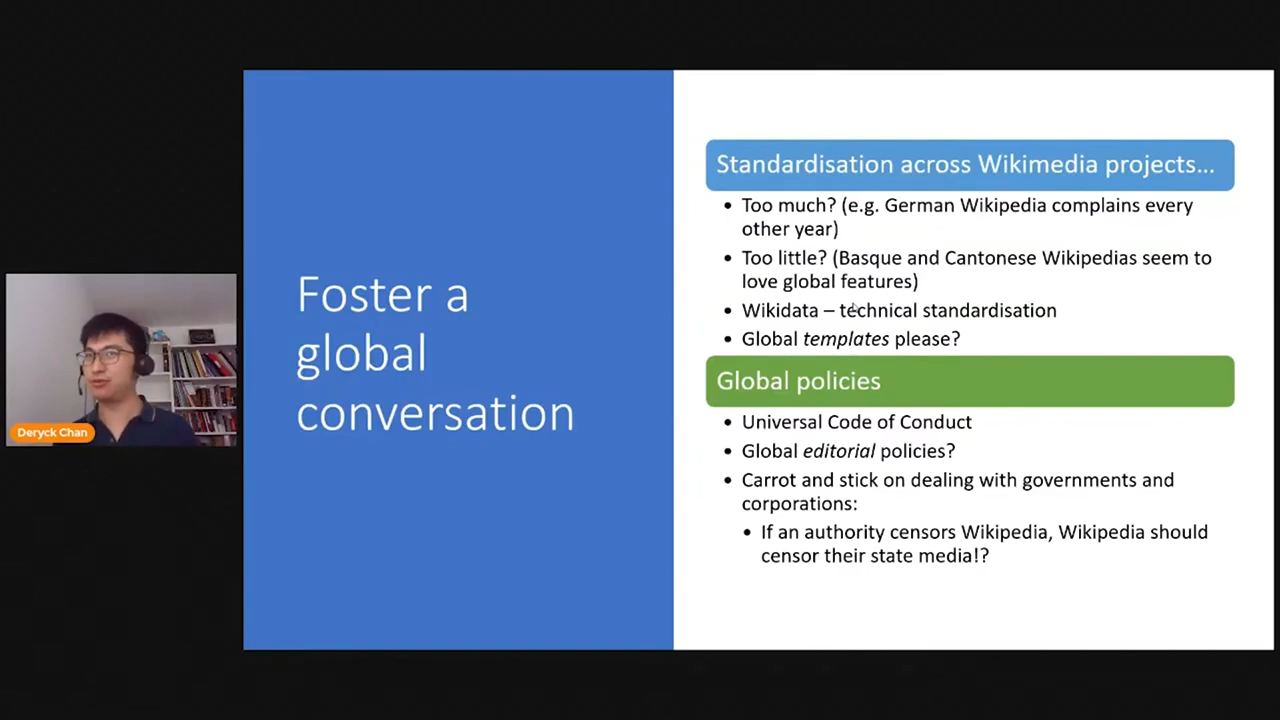 Foster a
global
conversation
Standardisation across Wikimedia projects...
• Too much? (e.g. German Wikipedia complains every
other year)
• Too little? (Basque and Cantonese Wikipedias seem to
love global features)
• Wikidata – technical standardisation
• Global templates please?
Global policies
• Universal Code of Conduct
• Global editorial policies?
• Carrot and stick on dealing with governments and
corporations:
• If an authority censors Wikipedia, Wikipedia should
censor their state media!?
Deryck Chan